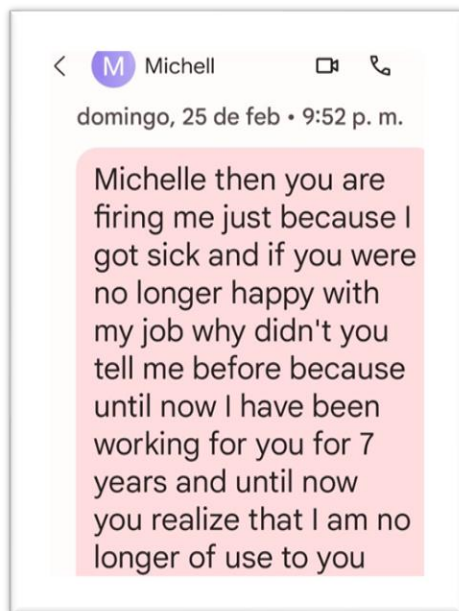 M Michell
domingo, 25 de feb • 9:52 p. m.
Michelle then you are
firing me just because I
got sick and if you were
no longer happy with
my job why didn't you
tell me before because
until now I have been
working for you for 7
years and until now
you realize that I am no
longer of use to you